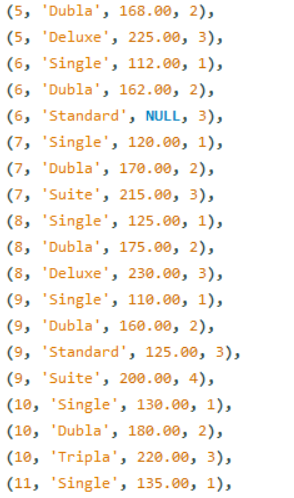 (5, 'Dubla', 168.00, 2),
(5, 'Deluxe', 225.00, 3),
(6, 'Single', 112.00, 1),
(6, 'Dubla', 162.00, 2),
(6, 'Standard', NULL, 3),
(7, 'Single', 120.00, 1),
(7, 'Dubla', 170.00, 2),
(7, 'Suite', 215.00, 3),
(8, 'Single', 125.00, 1),
(8, 'Dubla', 175.00, 2),
(8, 'Deluxe', 230.00, 3),
(9, 'Single', 110.00, 1),
(9, 'Dubla', 160.00, 2),
(9, 'Standard', 125.00, 3),
(9, 'Suite', 200.00, 4),
(10, 'Single', 130.00, 1),
(10, 'Dubla', 180.00, 2),
(10, 'Tripla', 220.00, 3),
(11, 'Single', 135.00, 1),